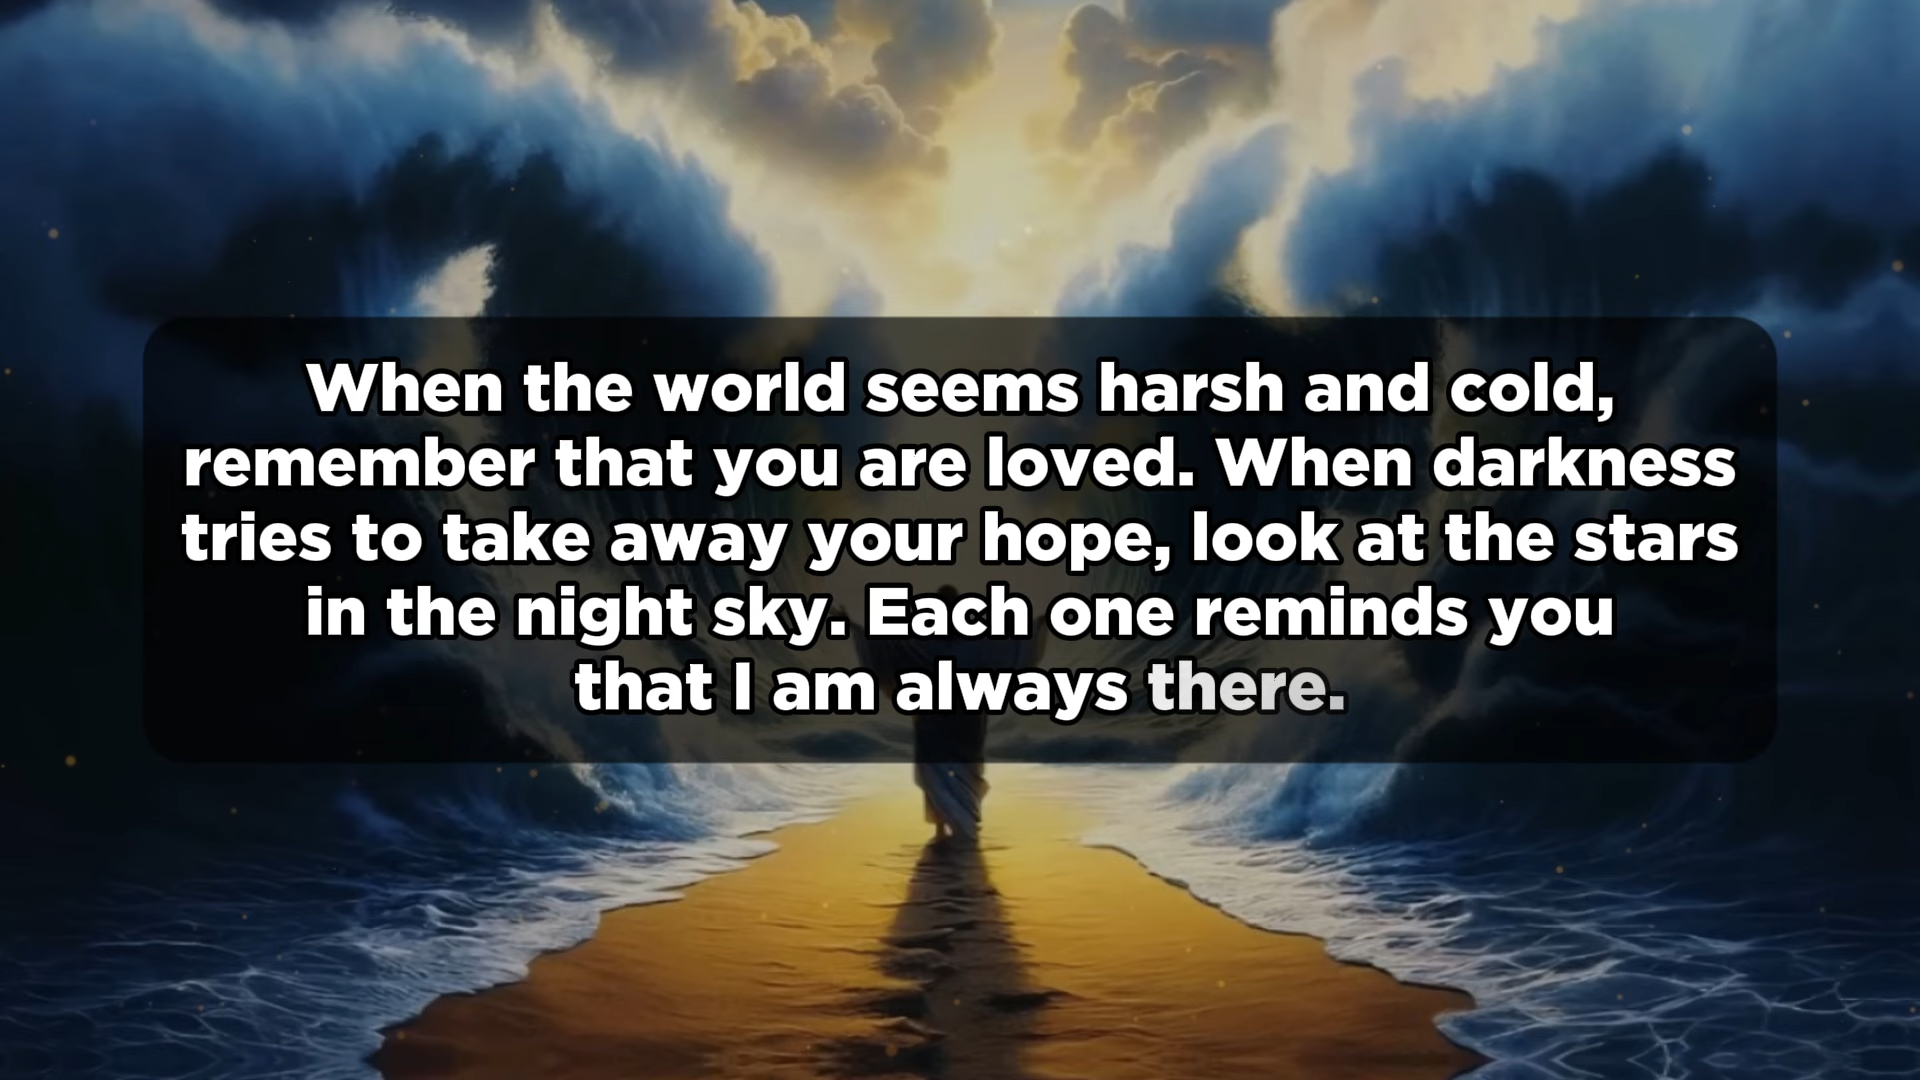 When the world seems harsh and cold,
remember that you are loved. When darkness
tries to take away your hope, look at the stars
in the night sky. Each one reminds you
that I am always there.